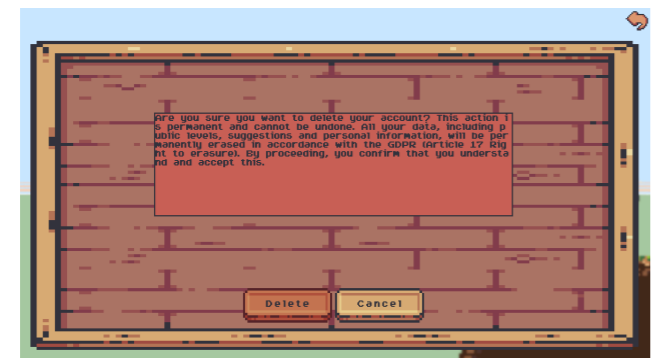 Are you sure you want to delete your account? This action i
s permanent and cannot be undone. All your data, including p
ublic levels, suggestions and personal information, will be per
manently erased in accordance with the GDPR (Article 17 Rig
ht to erasure). By proceeding, you confirm that you understa
nd and accept this.
Delete
Cancel